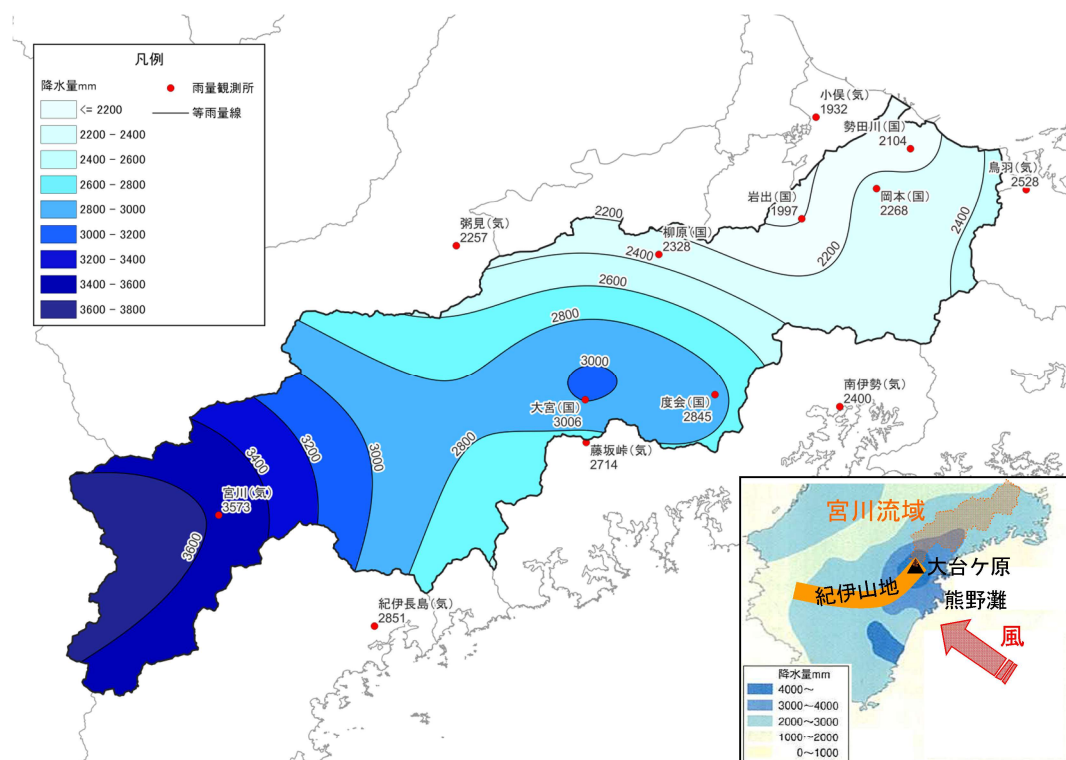 凡例
降水量mm
<= 2200
2200 – 2400
2400 – 2600
2600 – 2800
2800 – 3000
3000 – 3200
3200 – 3400
3400 – 3600
3600 – 3800
雨量観測所
等雨量線
小俣(気)
1932
勢田川(国)
2104
鳥羽(気)
2528
岡本(国)
2268
岩出(国)
1997
粥見(気)
2257
柳原(国)
2328
2200
2400
2200
2400
2600
2800
3000
大宮(国)
3006
度会(国)
2845
南伊勢(気)
2400
藤坂峠(気)
2714
2800
3000
3200
3400
宮川(気)
3573
3600
紀伊長島(気)
2851
宮川流域
大台ケ原
紀伊山地
熊野灘
風
降水量mm
4000~
3000~4000
2000~3000
1000~2000
0~1000